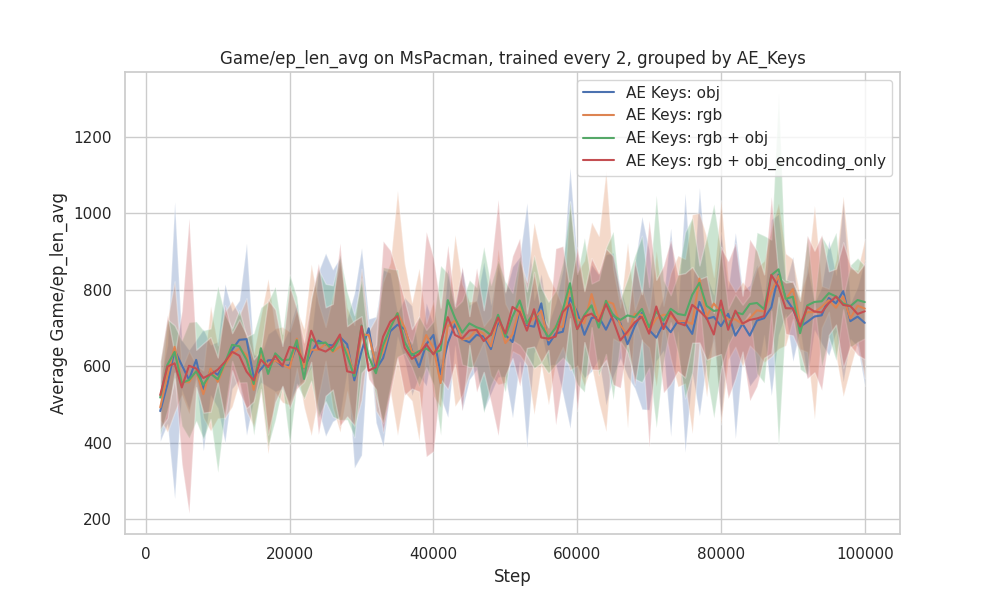 Game/ep_len_avg on MsPacman, trained every 2, grouped by AE_Keys
AE Keys: obj
AE Keys: rgb
AE Keys: rgb + obj
AE Keys: rgb + obj_encoding_only
Average Game/ep_len_avg
1200
1000
800
600
400
200
0
20000
40000
60000
80000
100000
Step